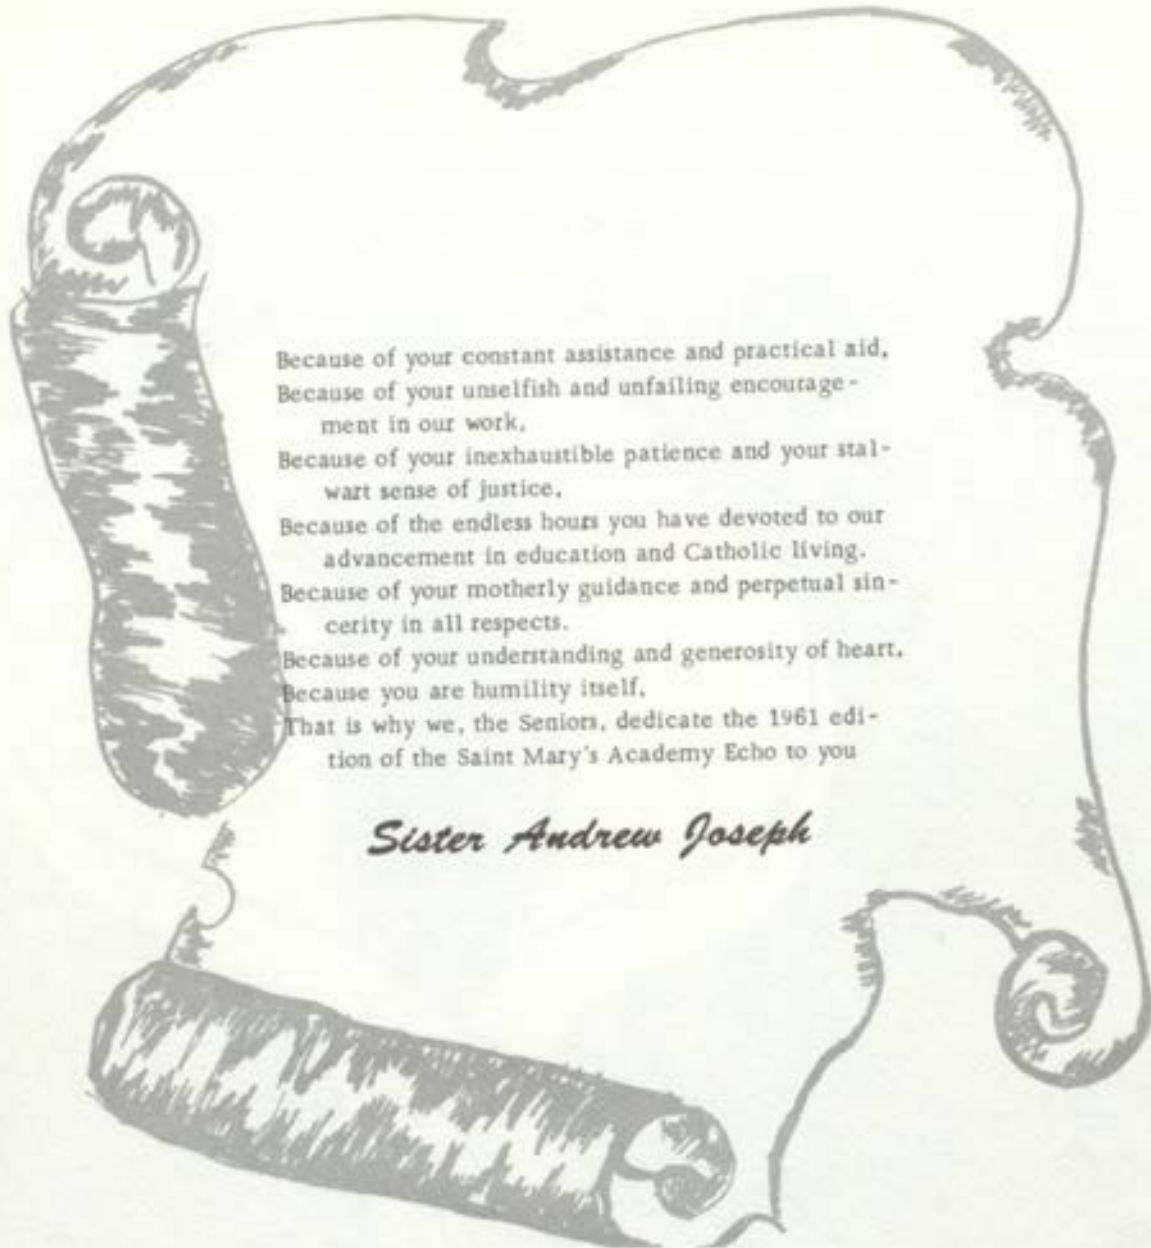 Because of your constant assistance and practical aid,
Because of your unselfish and unfailing encourage-
ment in our work,
Because of your inexhaustible patience and your stal-
wart sense of justice,
Because of the endless hours you have devoted to our
advancement in education and Catholic living,
Because of your motherly guidance and perpetual sin-
cerity in all respects.
Because of your understanding and generosity of heart,
Because you are humility itself,
That is why we, the Seniors, dedicate the 1961 edi-
tion of the Saint Mary's Academy Echo to you
Sister Andrew Joseph